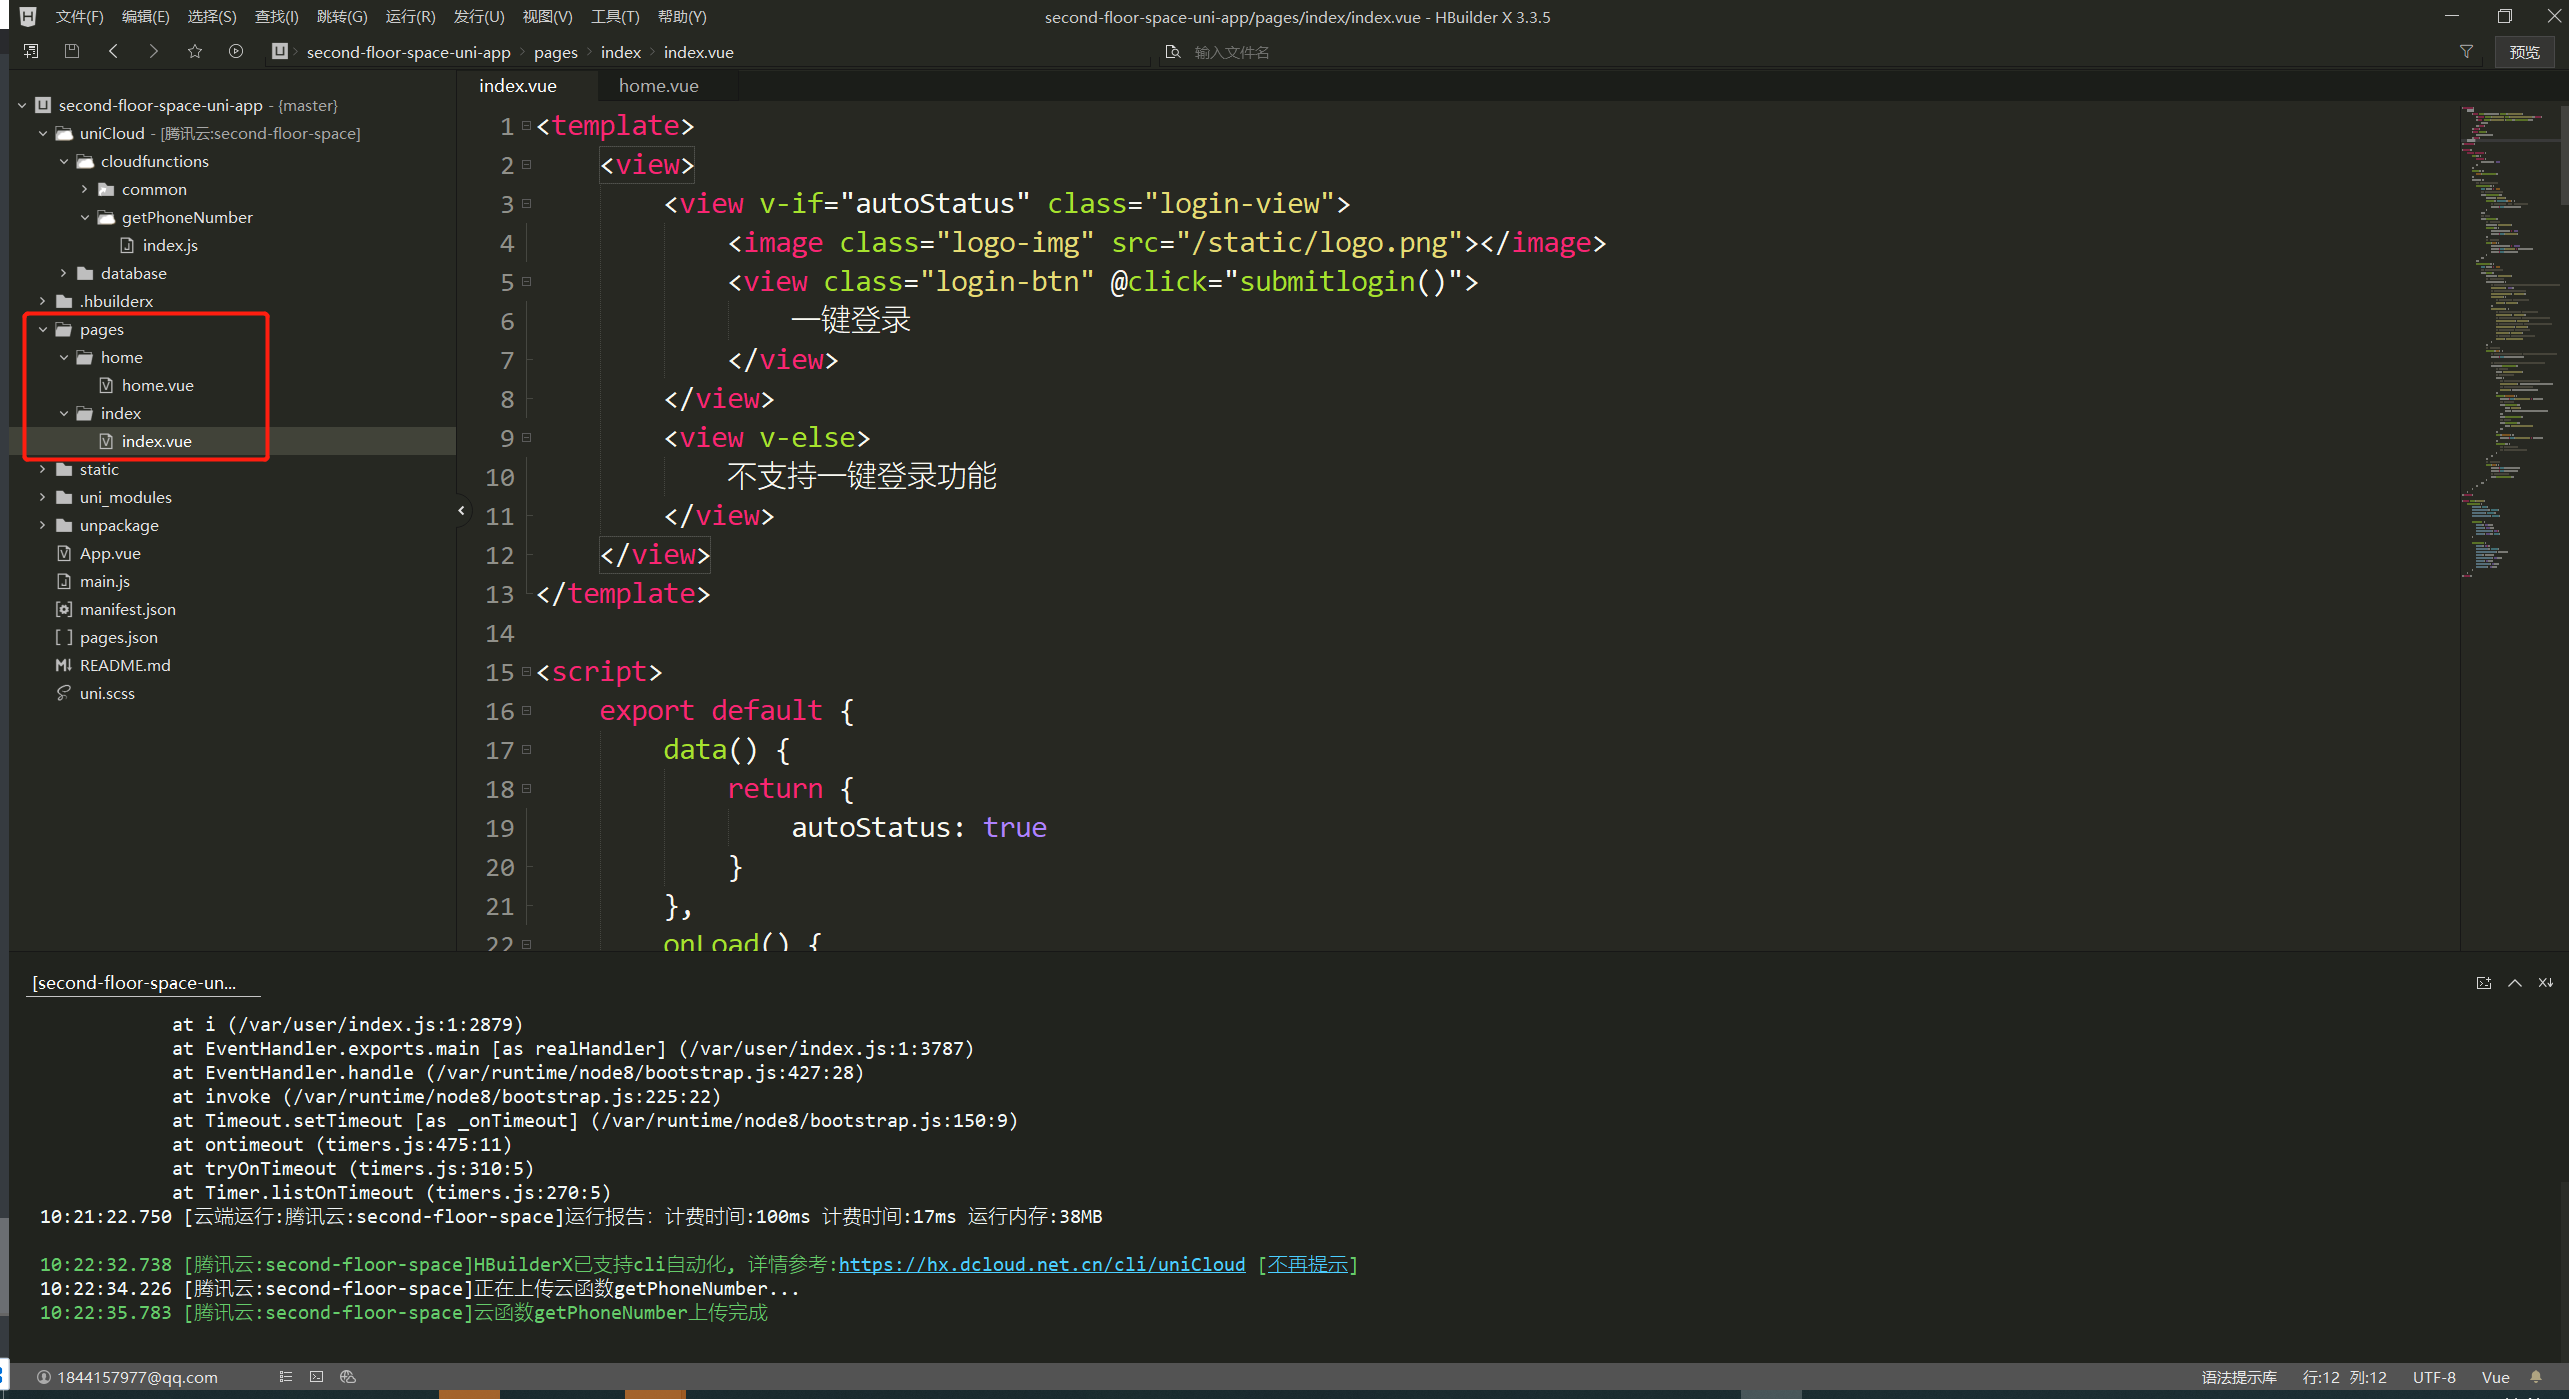 文件(F) 编辑(E) 选择(S) 查找(I) 跳转(G) 运行(R) 发行(U) 视图(V) 工具(T) 帮助(Y)
second-floor-space-uni-app/pages/index/index.vue - HBuilder X 3.3.5
second-floor-space-uni-app pages index index.vue
输入文件名
预览
second-floor-space-uni-app - {master}
uniCloud - [腾讯云:second-floor-space]
cloudfunctions
common
getPhoneNumber
index.js
database
.hbuilderx
pages
home
home.vue
index
index.vue
static
uni_modules
unpackage
App.vue
main.js
manifest.json
pages.json
README.md
uni.scss
index.vue home.vue
1 <template>
2 <view>
3 <view v-if="autoStatus" class="login-view">
4 <image class="logo-img" src="/static/logo.png"></image>
5 <view class="login-btn" @click="submitlogin()">
6 一键登录
7 </view>
8 </view>
9 <view v-else>
10 不支持一键登录功能
11 </view>
12 </view>
13 </template>
14
15 <script>
16 export default {
17 data() {
18 return {
19 autoStatus: true
20 }
21 },
22 onLoad() {
[second-floor-space-un...
at i (/var/user/index.js:1:2879)
at EventHandler.exports.main [as realHandler] (/var/user/index.js:1:3787)
at EventHandler.handle (/var/runtime/node8/bootstrap.js:427:28)
at invoke (/var/runtime/node8/bootstrap.js:225:22)
at Timeout.setTimeout [as _onTimeout] (/var/runtime/node8/bootstrap.js:150:9)
at ontimeout (timers.js:475:11)
at tryOnTimeout (timers.js:310:5)
at Timer.listOnTimeout (timers.js:270:5)
10:21:22.750 [云端运行:腾讯云:second-floor-space]运行报告: 计费时间:100ms 计费时间:17ms 运行内存:38MB
10:22:32.738 [腾讯云:second-floor-space]HBuilderX已支持cli自动化, 详情参考:https://hx.dcloud.net.cn/cli/uniCloud [不再提示]
10:22:34.226 [腾讯云:second-floor-space]正在上传云函数getPhoneNumber...
10:22:35.783 [腾讯云:second-floor-space]云函数getPhoneNumber上传完成
1844157977@qq.com
语法提示库 行:12 列:12 UTF-8 Vue